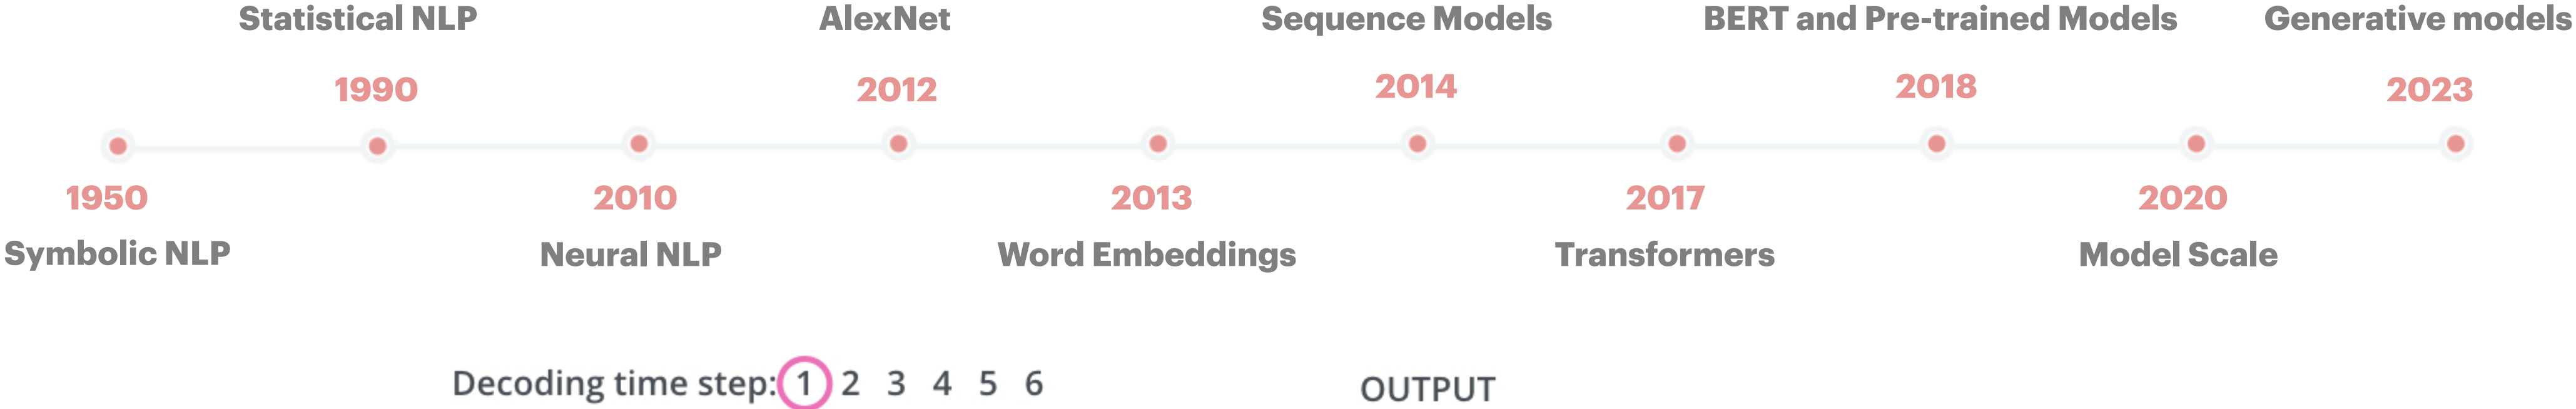 Statistical NLP AlexNet Sequence Models BERT and Pre-trained Models Generative models
1990 2012 2014 2018 2023
1950 2010 2013 2017 2020
Symbolic NLP Neural NLP Word Embeddings Transformers Model Scale
Decoding time step: 1 2 3 4 5 6 OUTPUT